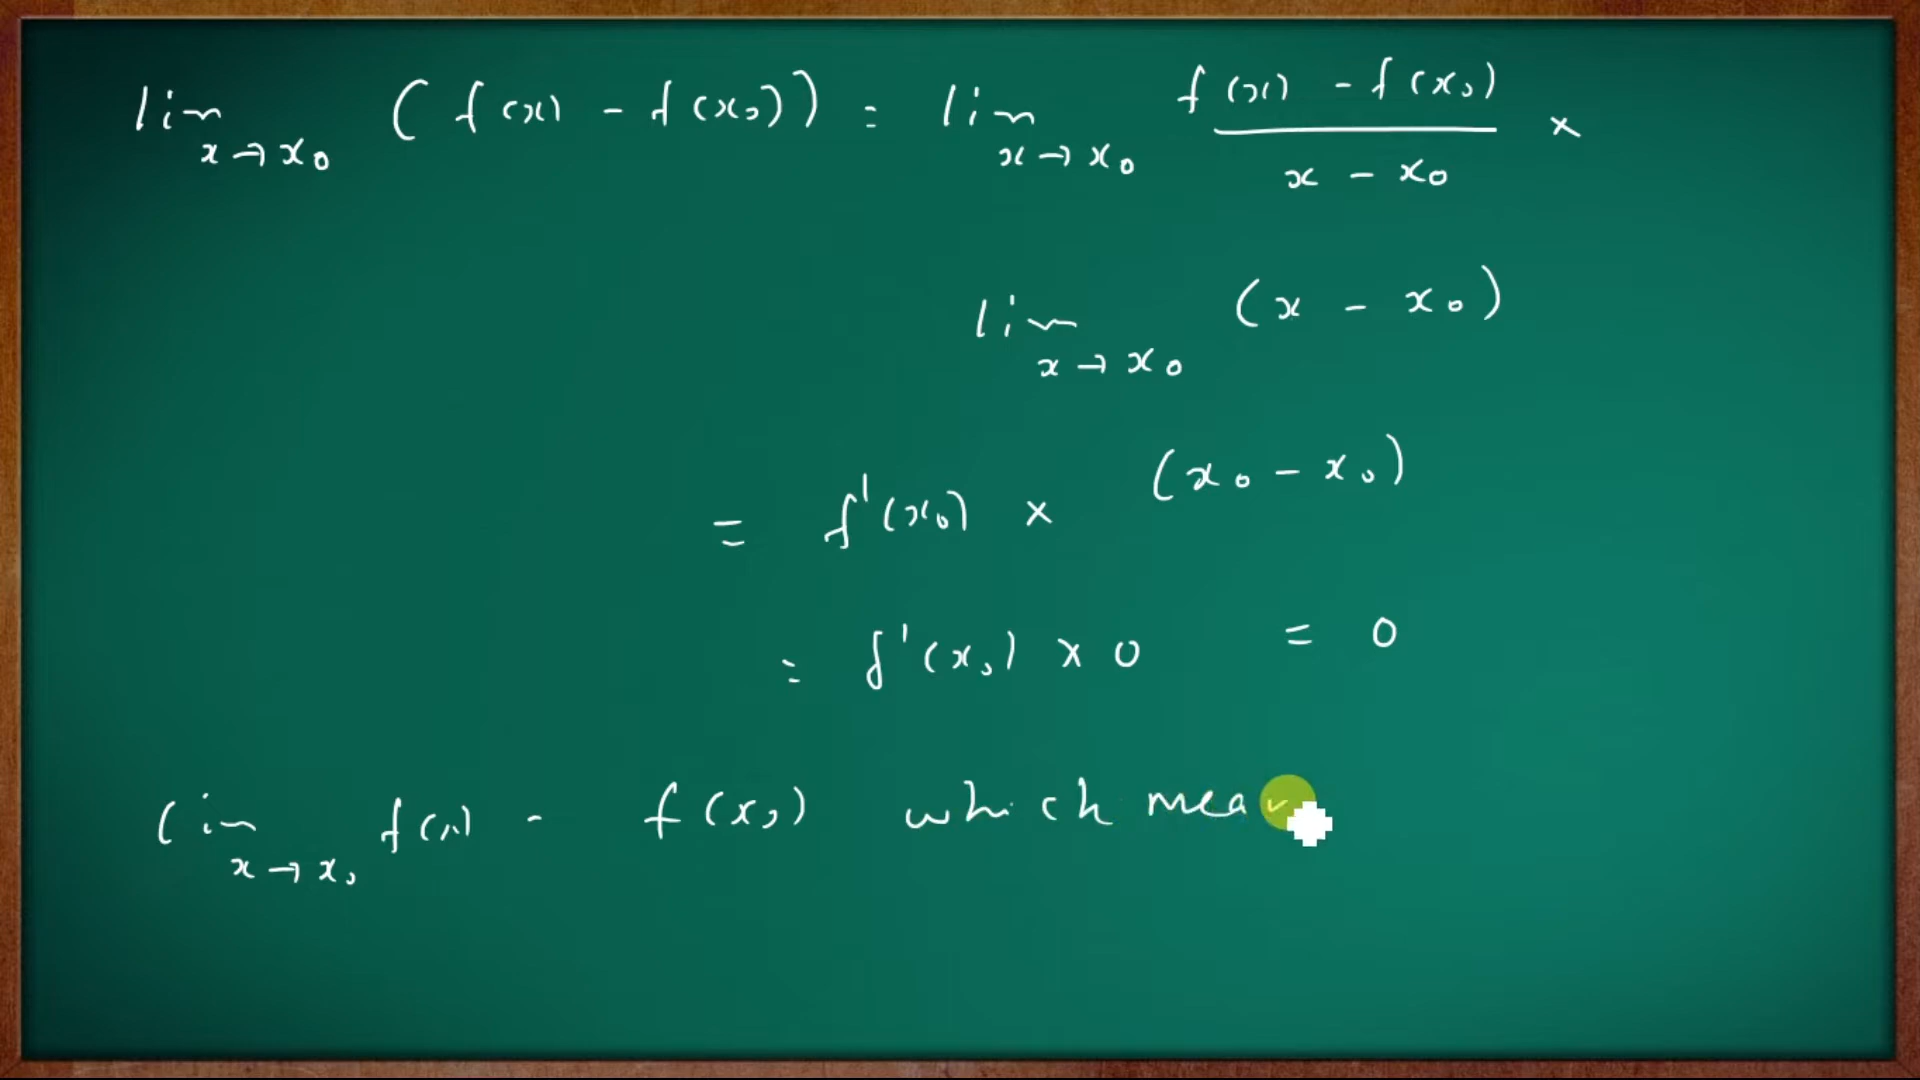 lim x→x₀ ( f(x) - f(x₀) ) = lim x→x₀ f(x) - f(x₀) / x - x₀ ×
lim x→x₀ (x - x₀)
= f'(x₀) × (x₀ - x₀)
= f'(x₀) × 0 = 0
lim x→x₀ f(x) - f(x₀) which mea